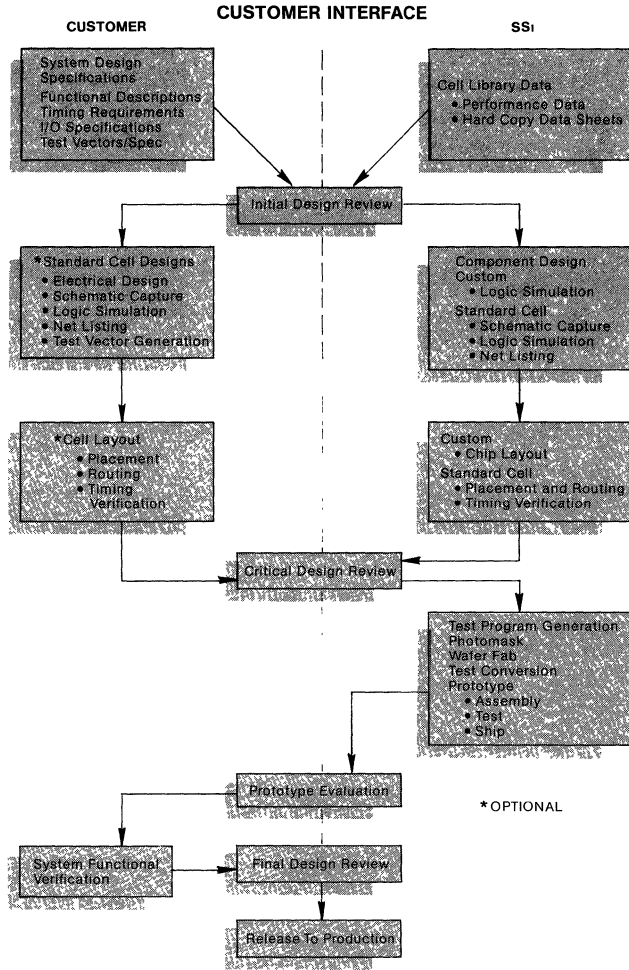 CUSTOMER INTERFACE
CUSTOMER
SSi
System Design
Specifications
Functional Descriptions
Timing Requirements
I/O Specifications
Test Vectors/Spec
Cell Library Data
• Performance Data
• Hard Copy Data Sheets
Initial Design Review
*Standard Cell Designs
• Electrical Design
• Schematic Capture
• Logic Simulation
• Net Listing
• Test Vector Generation
Component Design
Custom
• Logic Simulation
Standard Cell
• Schematic Capture
• Logic Simulation
• Net Listing
*Cell Layout
• Placement
• Routing
• Timing
Verification
Custom
• Chip Layout
Standard Cell
• Placement and Routing
• Timing Verification
Critical Design Review
Test Program Generation
Photomask
Wafer Fab
Test Conversion
Prototype
• Assembly
• Test
• Ship
Prototype Evaluation
*OPTIONAL
System Functional
Verification
Final Design Review
Release To Production